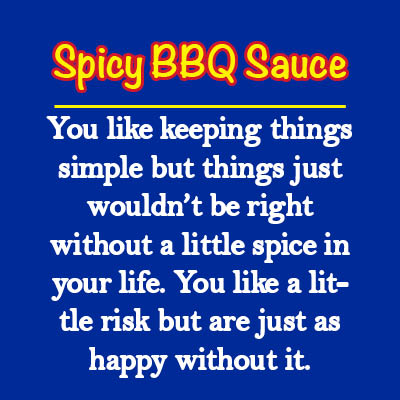 Spicy BBQ Sauce
You like keeping things
simple but things just
wouldn't be right
without a little spice in
your life. You like a lit-
tle risk but are just as
happy without it.